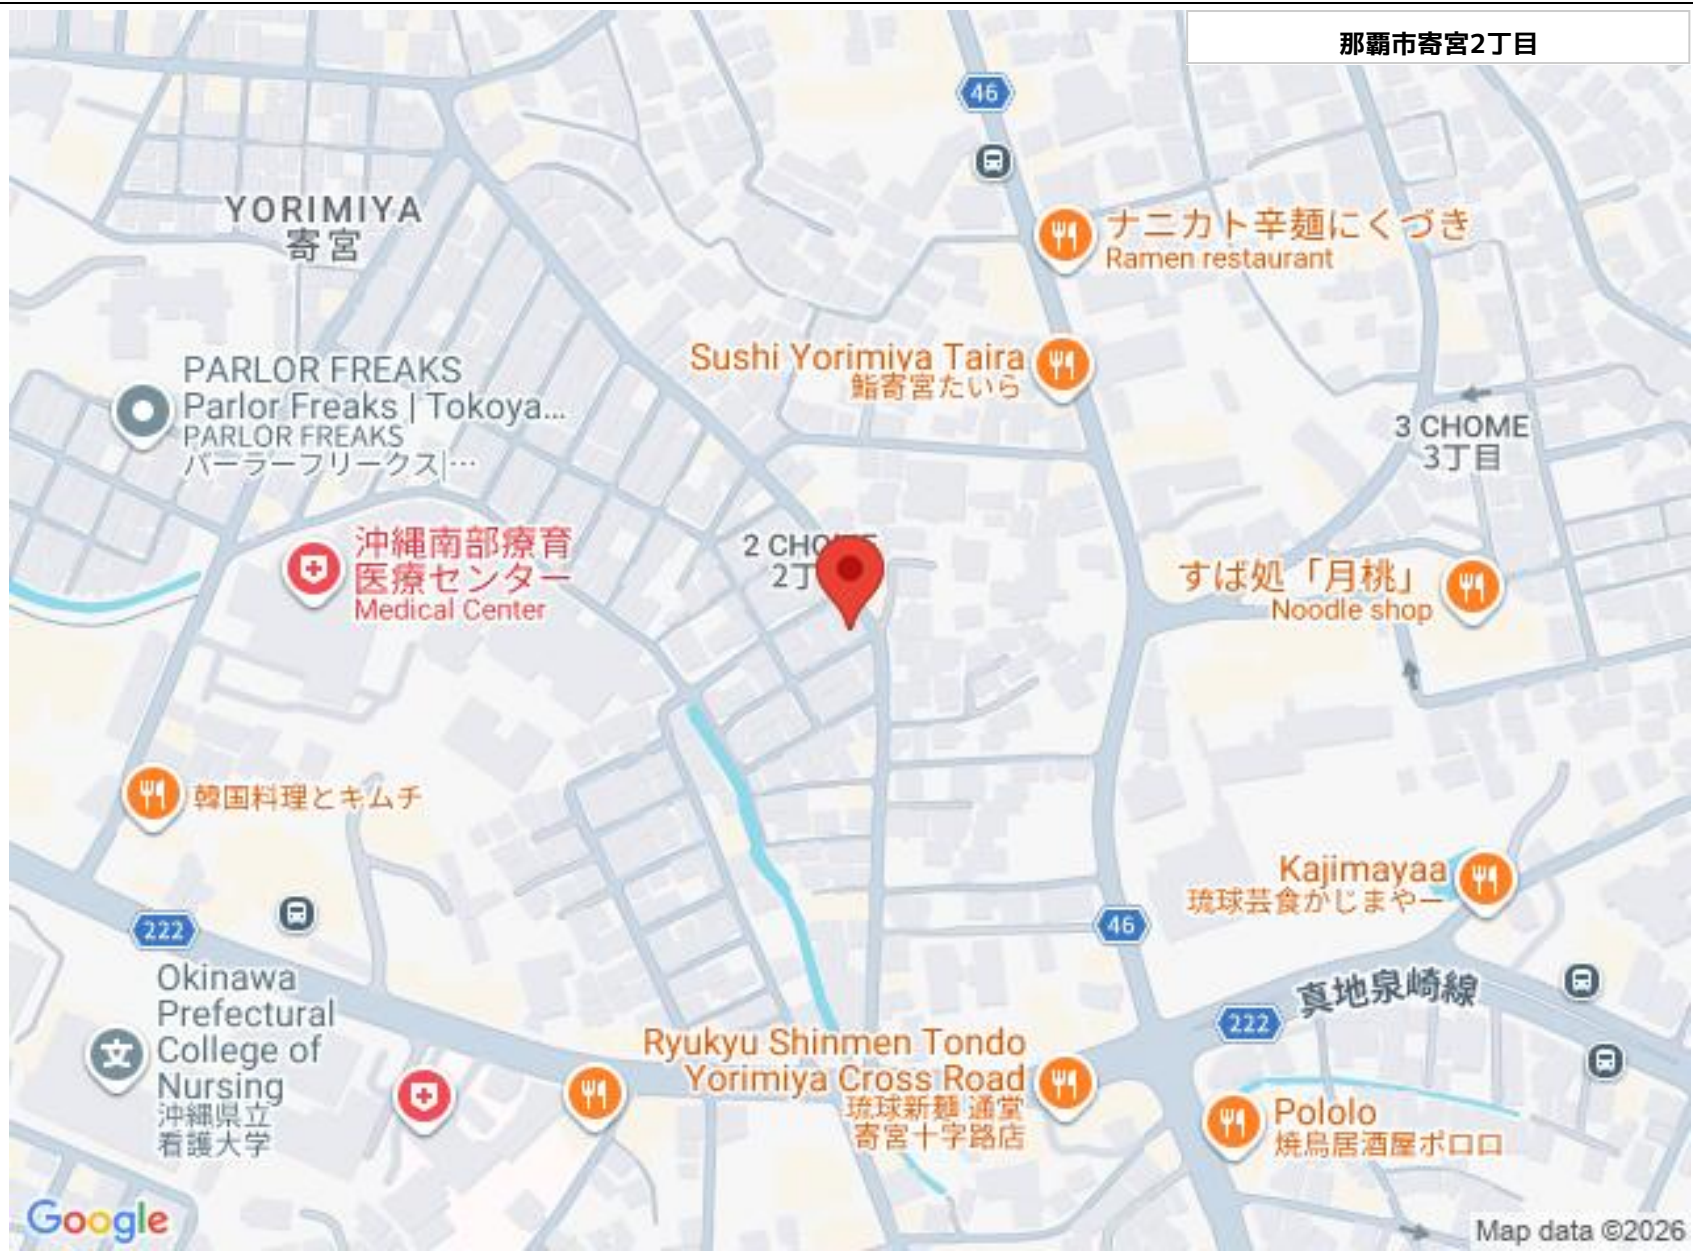 那覇市寄宮2丁目
46
YORIMIYA
寄宮
ナニカト辛麺にくづき
Ramen restaurant
Sushi Yorimiya Taira
鮨寄宮たいら
PARLOR FREAKS
Parlor Freaks | Tokoya...
PARLOR FREAKS
パーラーフリークス|…
3 CHOME
3丁目
沖縄南部療育
医療センター
Medical Center
2 CHOME
2丁
すば処「月桃」
Noodle shop
韓国料理とキムチ
Kajimayaa
琉球芸食かじまやー
222
46
真地泉崎線
222
Okinawa
Prefectural
College of
Nursing
沖縄県立
看護大学
Ryukyu Shinmen Tondo
Yorimiya Cross Road
琉球新麺 通堂
寄宮十字路店
Pololo
焼鳥居酒屋ポロロ
文
Google
Map data ©2026